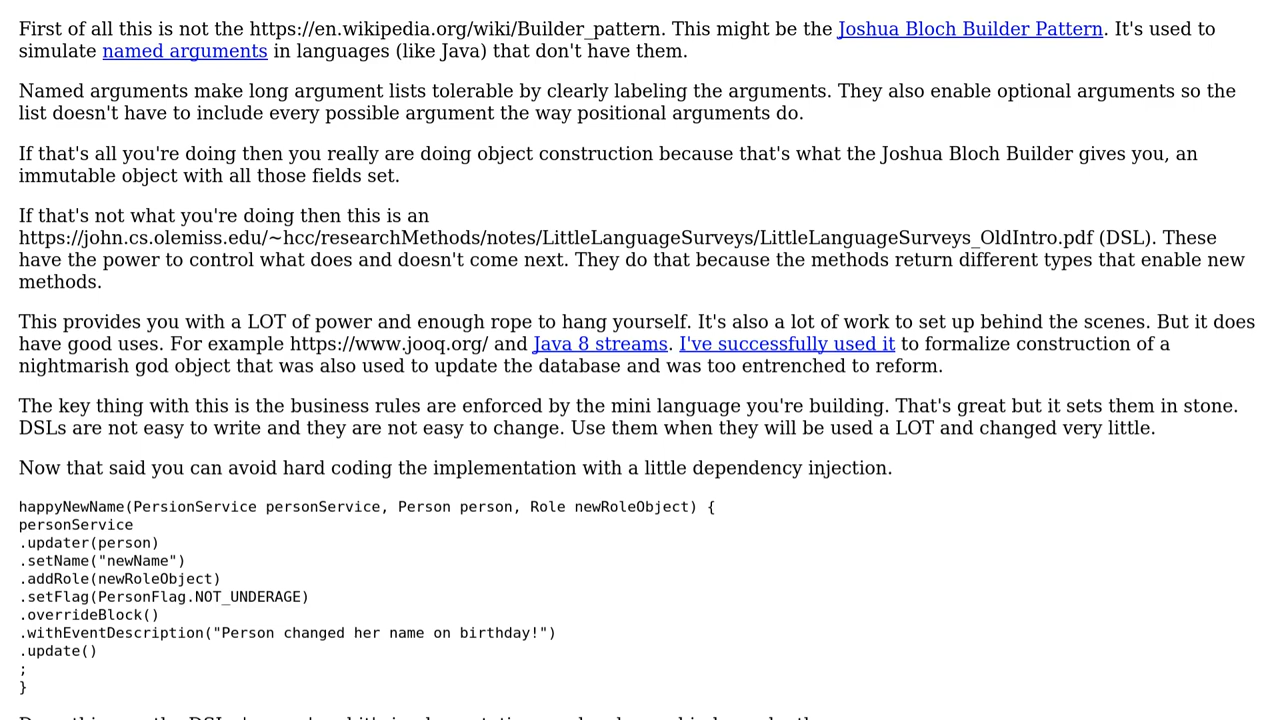 First of all this is not the https://en.wikipedia.org/wiki/Builder_pattern. This might be the Joshua Bloch Builder Pattern. It's used to
simulate named arguments in languages (like Java) that don't have them.
Named arguments make long argument lists tolerable by clearly labeling the arguments. They also enable optional arguments so the
list doesn't have to include every possible argument the way positional arguments do.
If that's all you're doing then you really are doing object construction because that's what the Joshua Bloch Builder gives you, an
immutable object with all those fields set.
If that's not what you're doing then this is an
https://john.cs.olemiss.edu/~hcc/researchMethods/notes/LittleLanguageSurveys/LittleLanguageSurveys_OldIntro.pdf (DSL). These
have the power to control what does and doesn't come next. They do that because the methods return different types that enable new
methods.
This provides you with a LOT of power and enough rope to hang yourself. It's also a lot of work to set up behind the scenes. But it does
have good uses. For example https://www.jooq.org/ and Java 8 streams. I've successfully used it to formalize construction of a
nightmarish god object that was also used to update the database and was too entrenched to reform.
The key thing with this is the business rules are enforced by the mini language you're building. That's great but it sets them in stone.
DSLs are not easy to write and they are not easy to change. Use them when they will be used a LOT and changed very little.
Now that said you can avoid hard coding the implementation with a little dependency injection.
happyNewName(PersionService personService, Person person, Role newRoleObject) {
personService
.updater(person)
.setName("newName")
.addRole(newRoleObject)
.setFlag(PersonFlag.NOT_UNDERAGE)
.overrideBlock()
.withEventDescription("Person changed her name on birthday!")
.update()
;
}